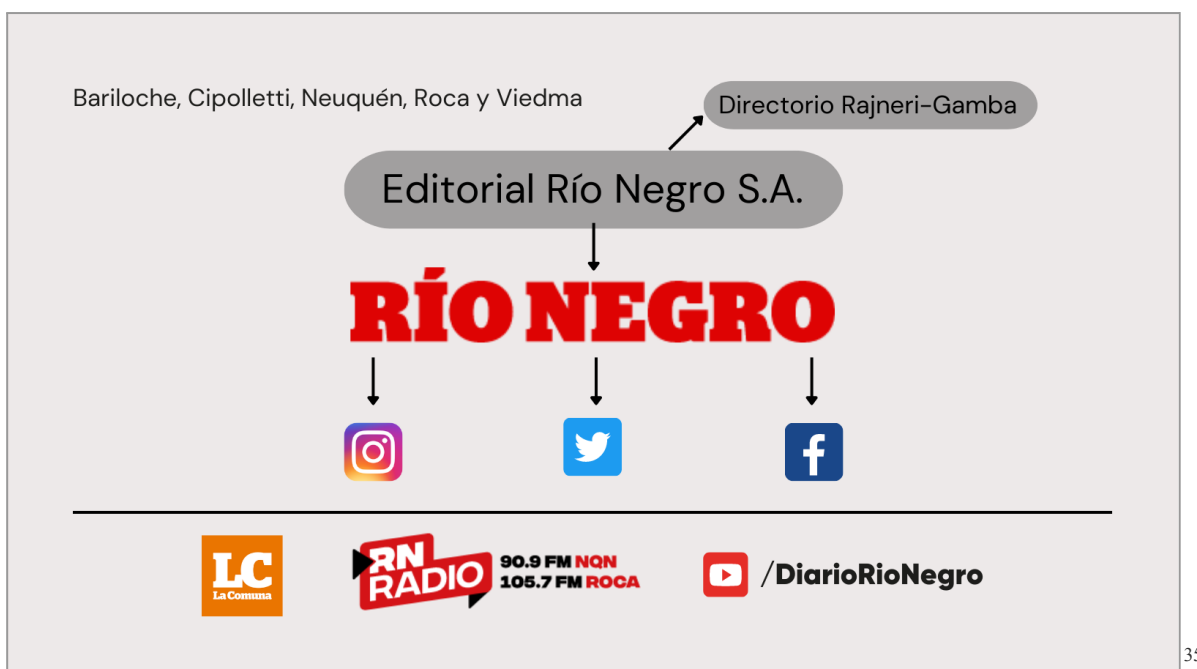 Bariloche, Cipolletti, Neuquén, Roca y Viedma
Directorio Rajneri-Gamba
Editorial Río Negro S.A.
RÍO NEGRO
LC
La Comuna
RN
RADIO
90.9 FM NQN
105.7 FM ROCA
/DiarioRioNegro
35